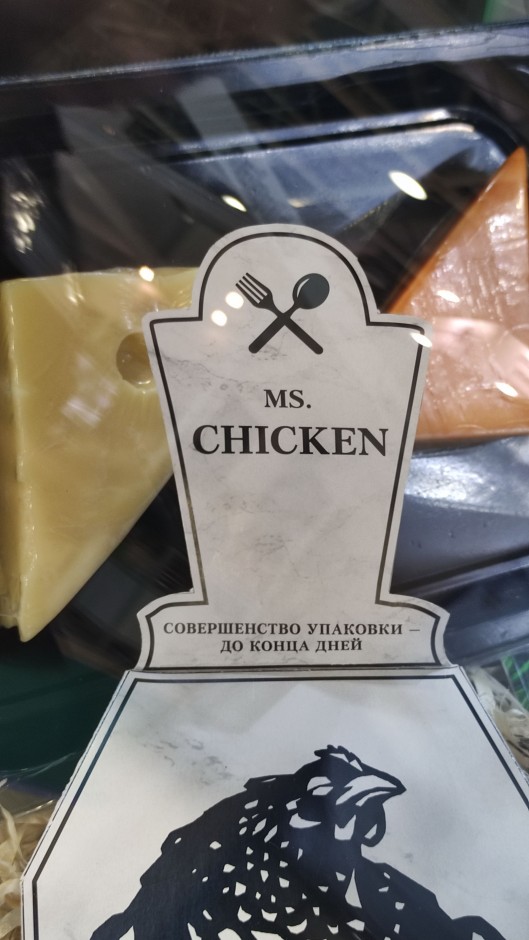 MS.
CHICKEN
СОВЕРШЕНСТВО УПАКОВКИ –
ДО КОНЦА ДНЕЙ